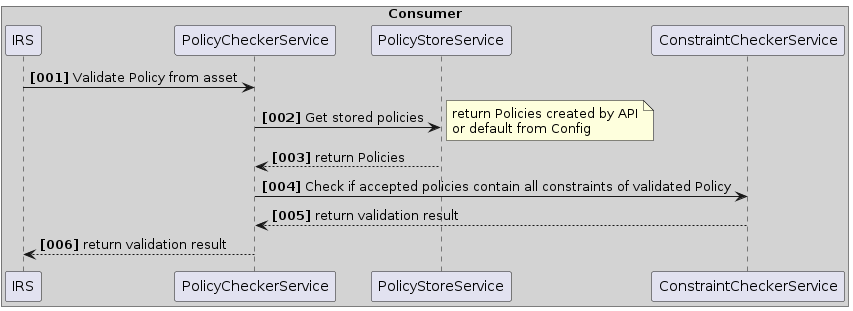 Consumer
IRS
PolicyCheckerService
PolicyStoreService
ConstraintCheckerService
[001] Validate Policy from asset
[002] Get stored policies
return Policies created by API
or default from Config
[003] return Policies
[004] Check if accepted policies contain all constraints of validated Policy
[005] return validation result
[006] return validation result
IRS
PolicyCheckerService
PolicyStoreService
ConstraintCheckerService